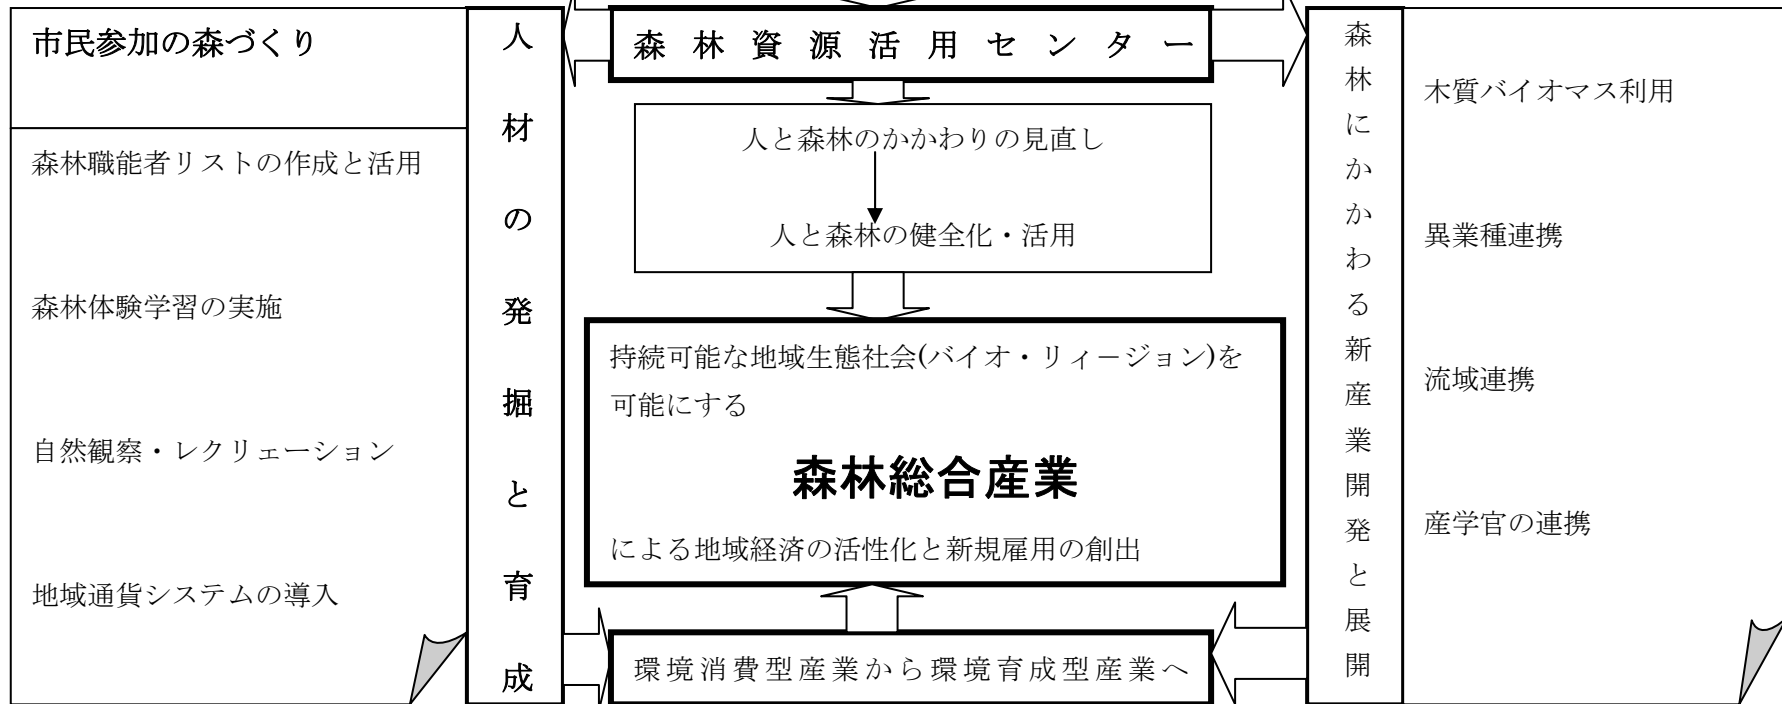 市民参加の森づくり
森林職能者リストの作成と活用
森林体験学習の実施
自然観察・レクリェーション
地域通貨システムの導入
人材の発掘と育成
森林資源活用センター
人と森林のかかわりの見直し
人と森林の健全化・活用
持続可能な地域生態社会(バイオ・リィージョン)を
可能にする
森林総合産業
による地域経済の活性化と新規雇用の創出
環境消費型産業から環境育成型産業へ
森林にかかわる新産業開発と展開
木質バイオマス利用
異業種連携
流域連携
産学官の連携